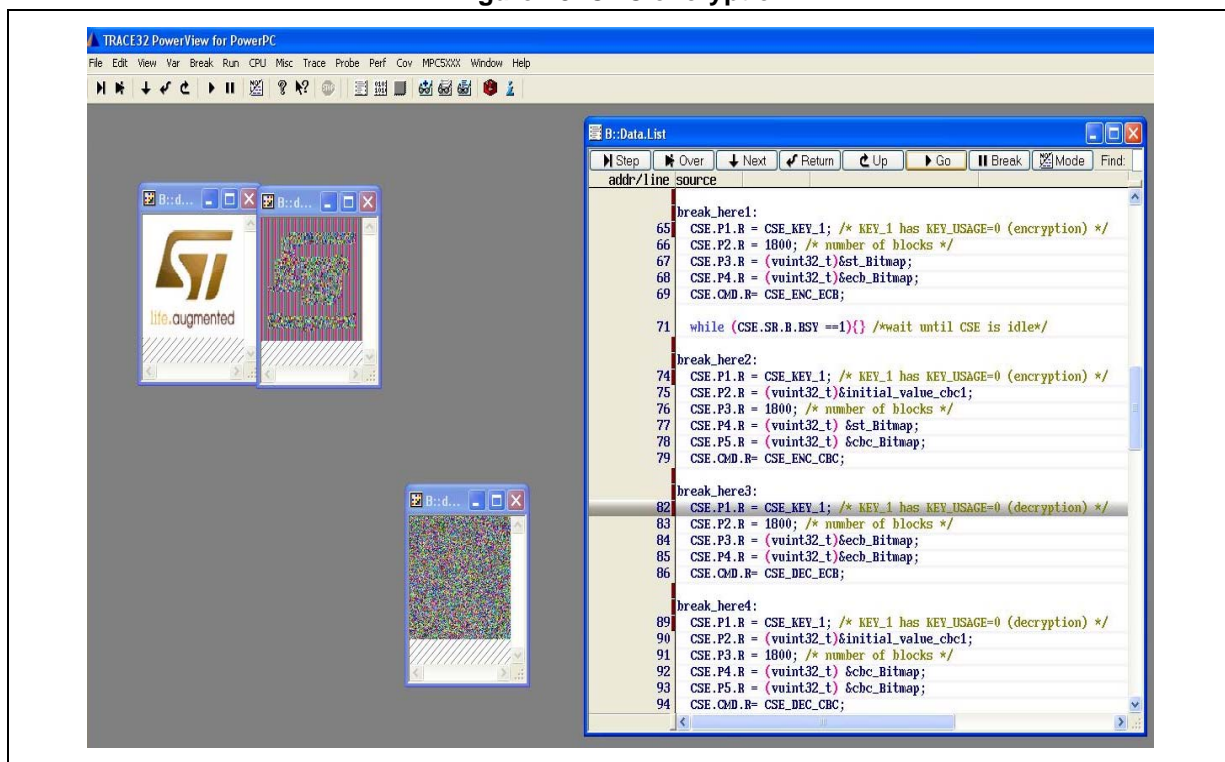 TRACE32 PowerView for PowerPC
File Edit View Var Break Run CPU Misc Trace Probe Perf Cov MPC5XXX Window Help
B::d...
B::d...
ST
life.augmented
B::d...
B::Data.List
Step Over Next Return Up Go Break Mode Find:
addr/line source
break_here1:
65 CSE.P1.R = CSE_KEY_1; /* KEY_1 has KEY_USAGE=0 (encryption) */
66 CSE.P2.R = 1800; /* number of blocks */
67 CSE.P3.R = (vuint32_t)&st_Bitmap;
68 CSE.P4.R = (vuint32_t)&ecb_Bitmap;
69 CSE.CMD.R= CSE_ENC_ECB;
71 while (CSE.SR.B.BSY ==1){} /*wait until CSE is idle*/
break_here2:
74 CSE.P1.R = CSE_KEY_1; /* KEY_1 has KEY_USAGE=0 (encryption) */
75 CSE.P2.R = (vuint32_t)&initial_value_cbc1;
76 CSE.P3.R = 1800; /* number of blocks */
77 CSE.P4.R = (vuint32_t) &st_Bitmap;
78 CSE.P5.R = (vuint32_t) &cbc_Bitmap;
79 CSE.CMD.R= CSE_ENC_CBC;
break_here3:
82 CSE.P1.R = CSE_KEY_1; /* KEY_1 has KEY_USAGE=0 (decryption) */
83 CSE.P2.R = 1800; /* number of blocks */
84 CSE.P3.R = (vuint32_t)&ecb_Bitmap;
85 CSE.P4.R = (vuint32_t)&ecb_Bitmap;
86 CSE.CMD.R= CSE_DEC_ECB;
break_here4:
89 CSE.P1.R = CSE_KEY_1; /* KEY_1 has KEY_USAGE=0 (decryption) */
90 CSE.P2.R = (vuint32_t)&initial_value_cbc1;
91 CSE.P3.R = 1800; /* number of blocks */
92 CSE.P4.R = (vuint32_t) &cbc_Bitmap;
93 CSE.P5.R = (vuint32_t) &cbc_Bitmap;
94 CSE.CMD.R= CSE_DEC_CBC;